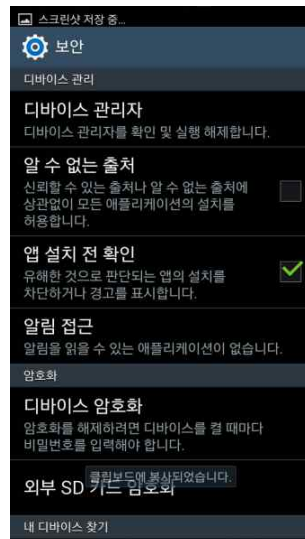 스크린샷 저장 중...
보안
디바이스 관리
디바이스 관리자
디바이스 관리자를 확인 및 실행 해제합니다.
알 수 없는 출처
신뢰할 수 있는 출처나 알 수 없는 출처에
상관없이 모든 애플리케이션의 설치를
허용합니다.
앱 설치 전 확인
유해한 것으로 판단되는 앱의 설치를
차단하거나 경고를 표시합니다.
알림 접근
알림을 읽을 수 있는 애플리케이션이 없습니다.
암호화
디바이스 암호화
암호화를 해제하려면 디바이스를 켤 때마다
비밀번호를 입력해야 합니다.
클립보드에 복사되었습니다.
외부 SD 카드 암호화
내 디바이스 찾기